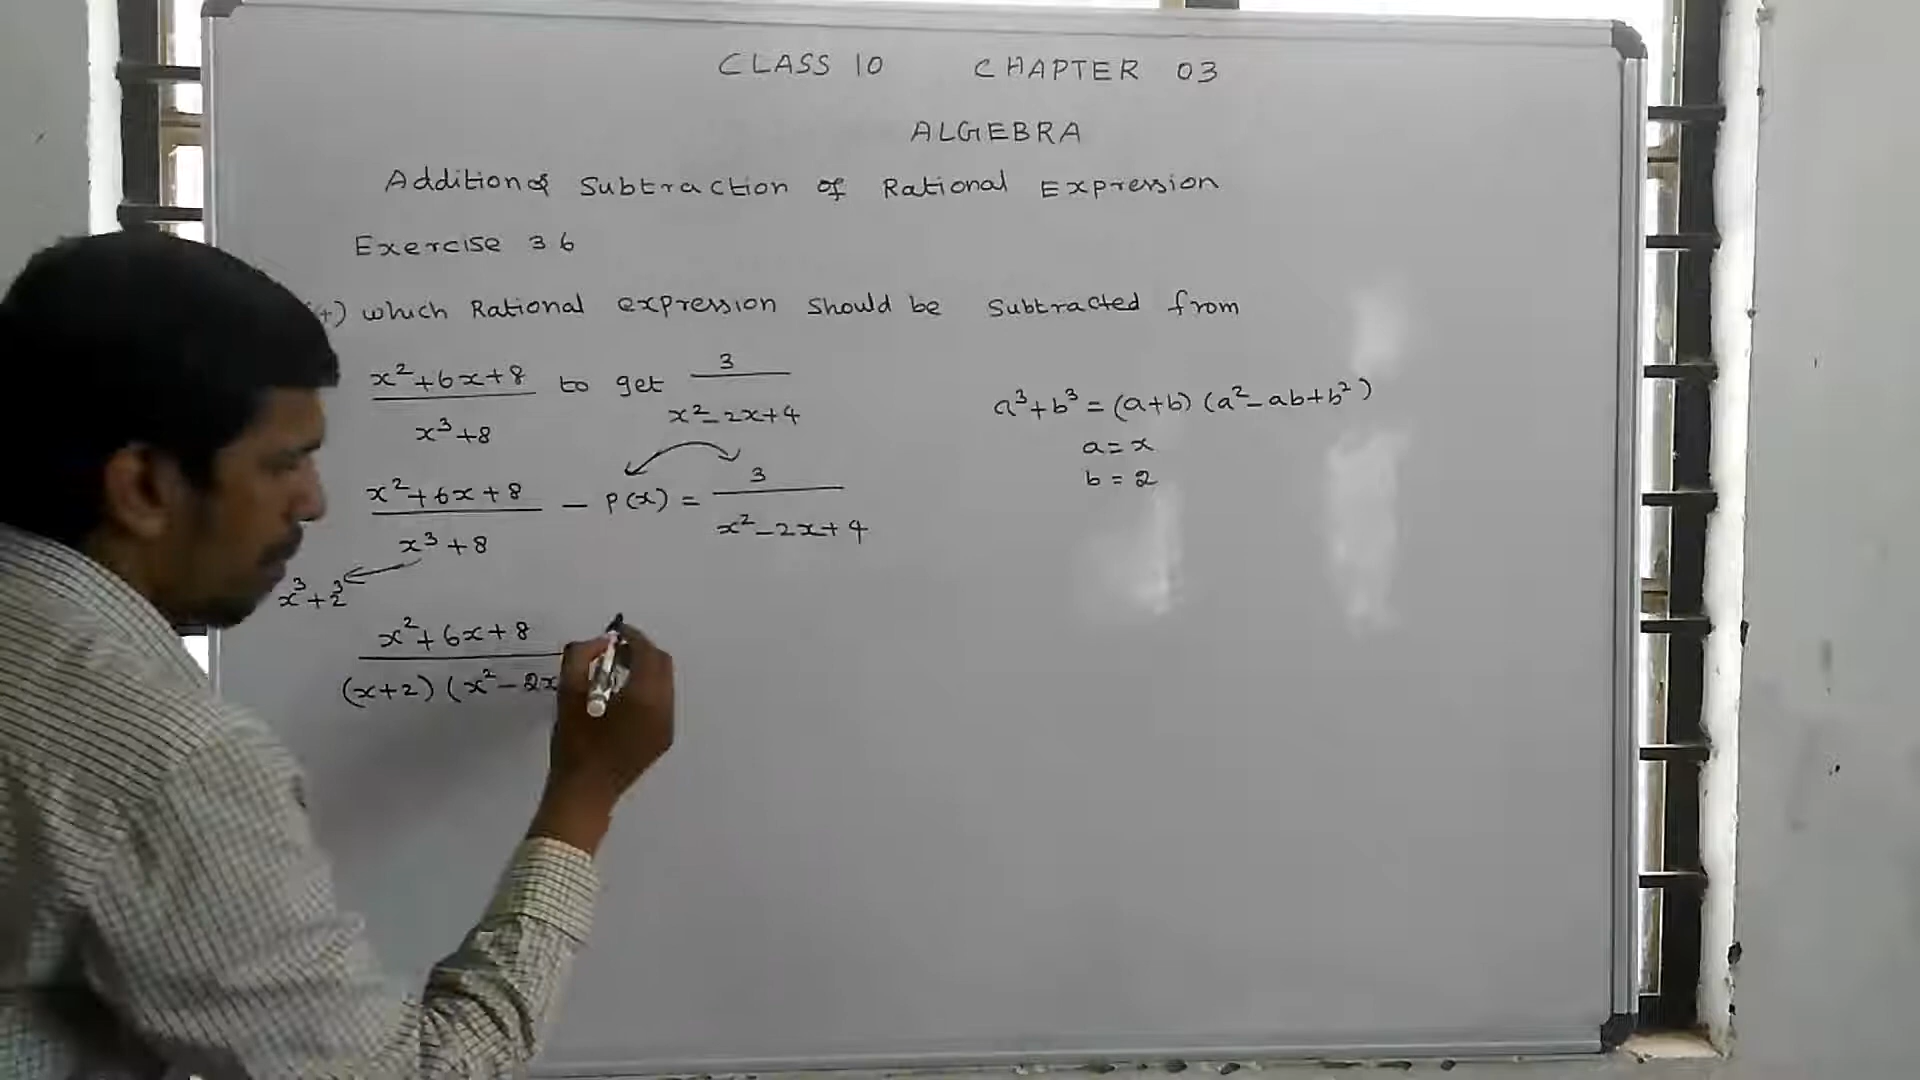 CLASS 10 CHAPTER 03
ALGEBRA
Addition & Subtraction of Rational Expression
Exercise 3 6
+) which Rational expression should be subtracted from
x²+6x+8 / x³+8 to get 3 / x²-2x+4
a³+b³ = (a+b) (a²-ab+b²)
a = x
b = 2
x²+6x+8 / x³+8 - P(x) = 3 / x²-2x+4
x³+2³
x²+6x+8 / (x+2) (x²-2x